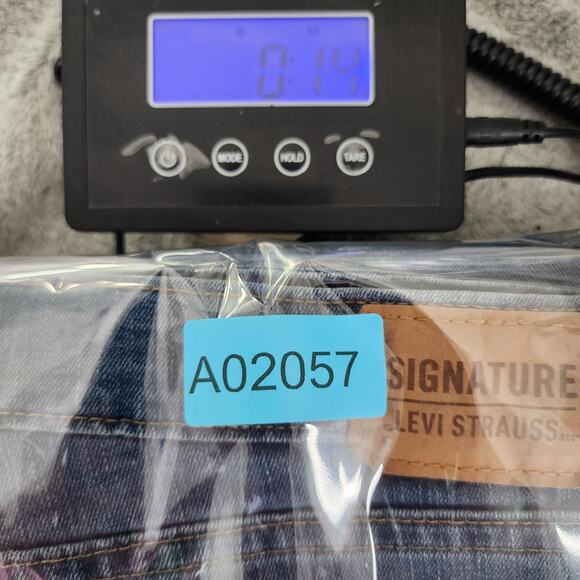 0:14
MODE
HOLD
TARE
A02057
SIGNATURE
LEVI STRAUSS